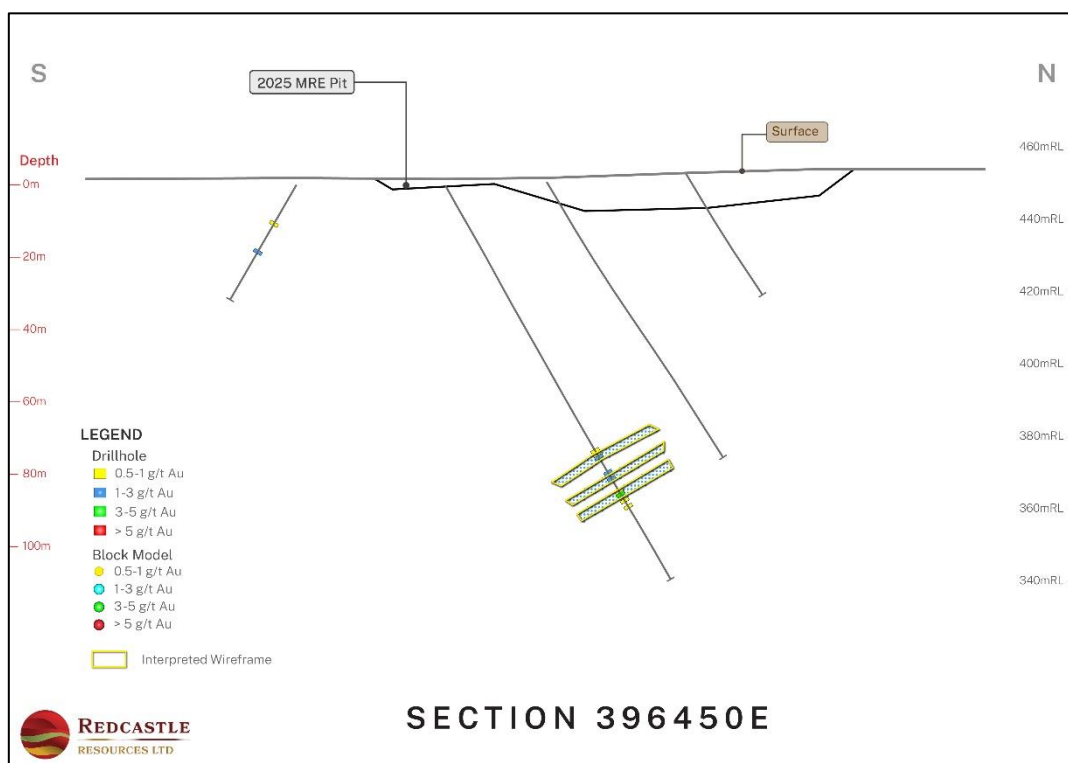 S
N
2025 MRE Pit
Surface
Depth
0m
20m
40m
60m
80m
100m
460mRL
440mRL
420mRL
400mRL
380mRL
360mRL
340mRL
LEGEND
Drillhole
0.5-1 g/t Au
1-3 g/t Au
3-5 g/t Au
> 5 g/t Au
Block Model
0.5-1 g/t Au
1-3 g/t Au
3-5 g/t Au
> 5 g/t Au
Interpreted Wireframe
REDCASTLE
RESOURCES LTD
SECTION 396450E